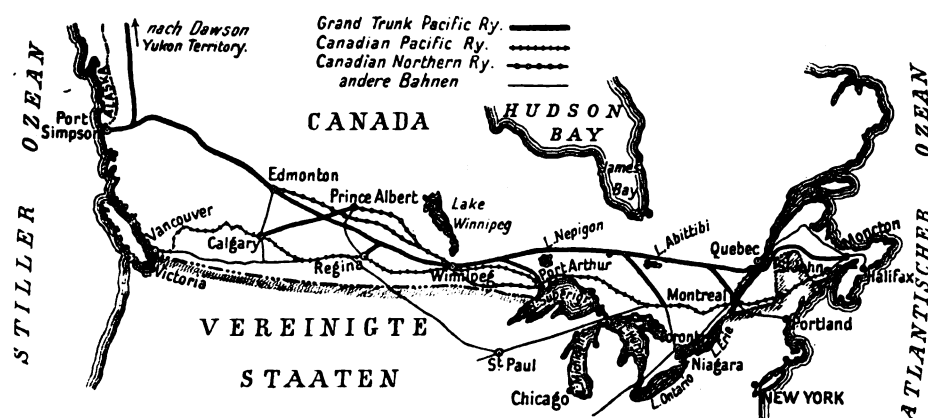 nach Dawson
Yukon Territory.
Grand Trunk Pacific Ry.
Canadian Pacific Ry.
Canadian Northern Ry.
andere Bahnen
ALASKA
STILLER OZEAN
ATLANTISCHER OZEAN
CANADA
HUDSON
BAY
James
Bay
Port
Simpson
Edmonton
Prince Albert
Lake
Winnipeg
L. Nepigon
L. Abittibi
Quebec
Moncton
Vancouver
Calgary
Regina
Winnipeg
Port Arthur
St. John
Halifax
Victoria
Superior
Montreal
VEREINIGTE
STAATEN
Toronto
L. Erie
Portland
St. Paul
Niagara
Chicago
L. Ontario
NEW YORK